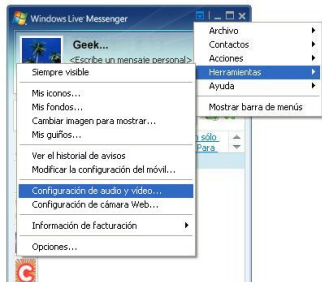 Windows Live Messenger
Geek...
<Escribe un mensaje personal>
Archivo
Contactos
Acciones
Herramientas
Ayuda
Mostrar barra de menús
sólo
Para
Siempre visible
Mis iconos...
Mis fondos...
Cambiar imagen para mostrar...
Mis guiños...
Ver el historial de avisos
Modificar la configuración del móvil...
Configuración de audio y vídeo...
Configuración de cámara Web...
Información de facturación
Opciones...